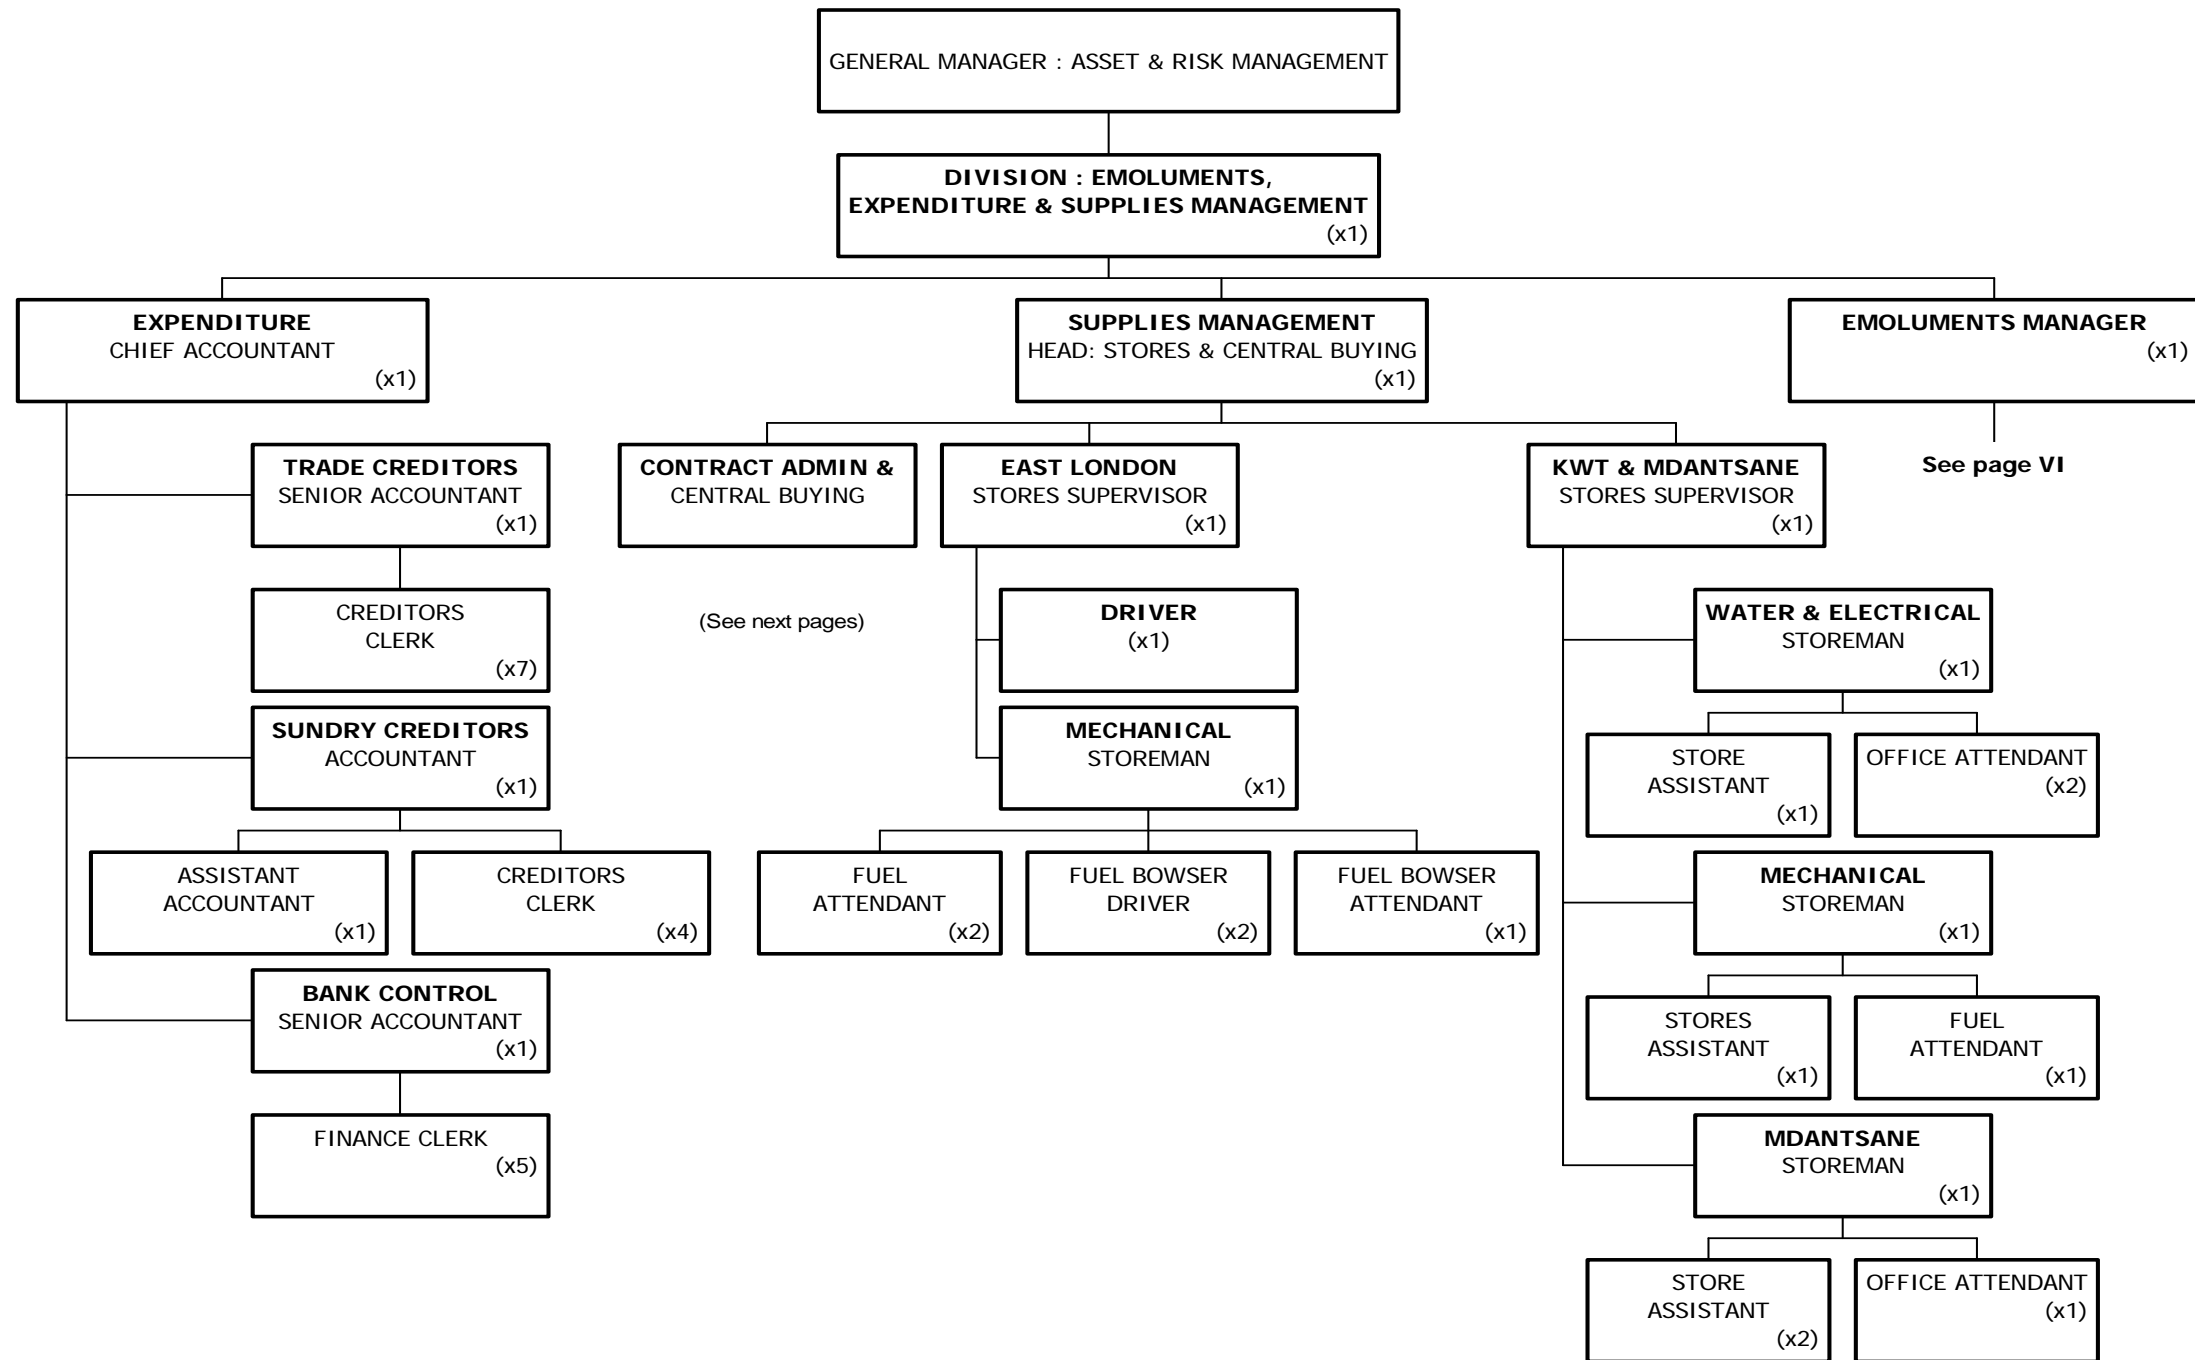 GENERAL MANAGER : ASSET & RISK MANAGEMENT
DIVISION : EMOLUMENTS,
EXPENDITURE & SUPPLIES MANAGEMENT
(x1)
EXPENDITURE
CHIEF ACCOUNTANT
(x1)
SUPPLIES MANAGEMENT
HEAD: STORES & CENTRAL BUYING
(x1)
EMOLUMENTS MANAGER
(x1)
TRADE CREDITORS
SENIOR ACCOUNTANT
(x1)
CONTRACT ADMIN &
CENTRAL BUYING
EAST LONDON
STORES SUPERVISOR
(x1)
KWT & MDANTSANE
STORES SUPERVISOR
(x1)
See page VI
CREDITORS
CLERK
(x7)
(See next pages)
DRIVER
(x1)
WATER & ELECTRICAL
STOREMAN
(x1)
SUNDRY CREDITORS
ACCOUNTANT
(x1)
MECHANICAL
STOREMAN
(x1)
STORE
ASSISTANT
(x1)
OFFICE ATTENDANT
(x2)
ASSISTANT
ACCOUNTANT
(x1)
CREDITORS
CLERK
(x4)
FUEL
ATTENDANT
(x2)
FUEL BOWSER
DRIVER
(x2)
FUEL BOWSER
ATTENDANT
(x1)
MECHANICAL
STOREMAN
(x1)
BANK CONTROL
SENIOR ACCOUNTANT
(x1)
STORES
ASSISTANT
(x1)
FUEL
ATTENDANT
(x1)
FINANCE CLERK
(x5)
MDANTSANE
STOREMAN
(x1)
STORE
ASSISTANT
(x2)
OFFICE ATTENDANT
(x1)